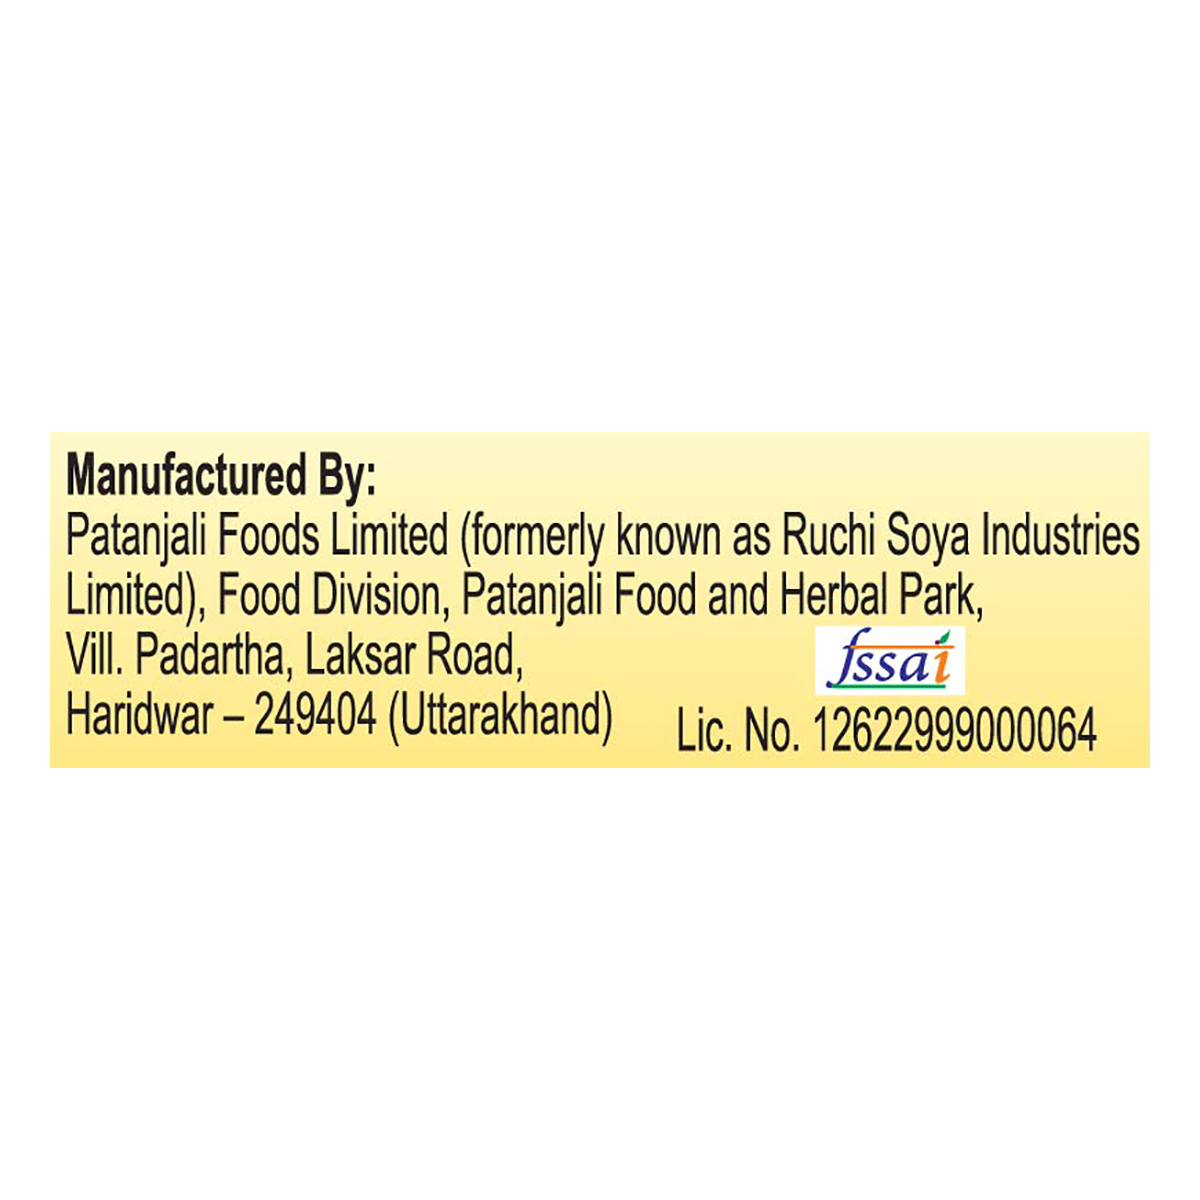 Manufactured By:
Patanjali Foods Limited (formerly known as Ruchi Soya Industries
Limited), Food Division, Patanjali Food and Herbal Park,
Vill. Padartha, Laksar Road,
Haridwar – 249404 (Uttarakhand)
fssai
Lic. No. 12622999000064